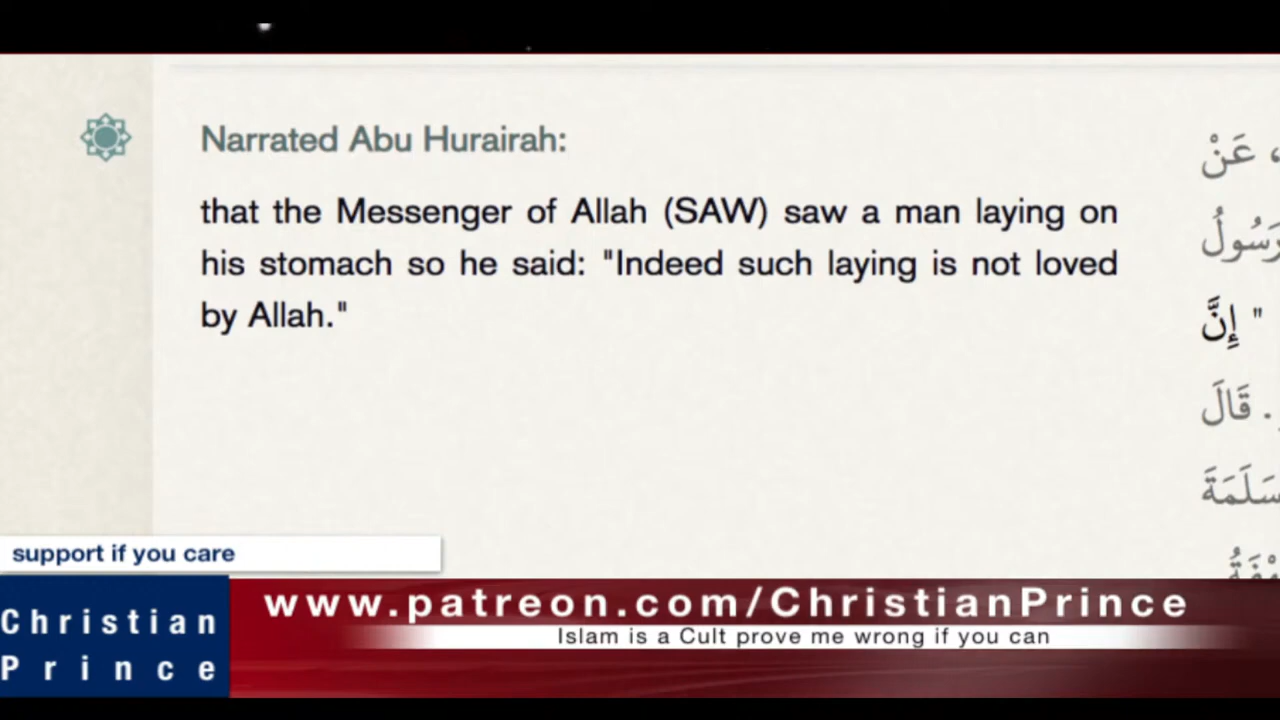 Narrated Abu Hurairah:
that the Messenger of Allah (SAW) saw a man laying on
his stomach so he said: "Indeed such laying is not loved
by Allah."
، عَنْ
رَسُولُ
" إِنَّ
. قَالَ
سَلَمَةَ
support if you care
Christian
Prince
www.patreon.com/ChristianPrince
Islam is a Cult prove me wrong if you can